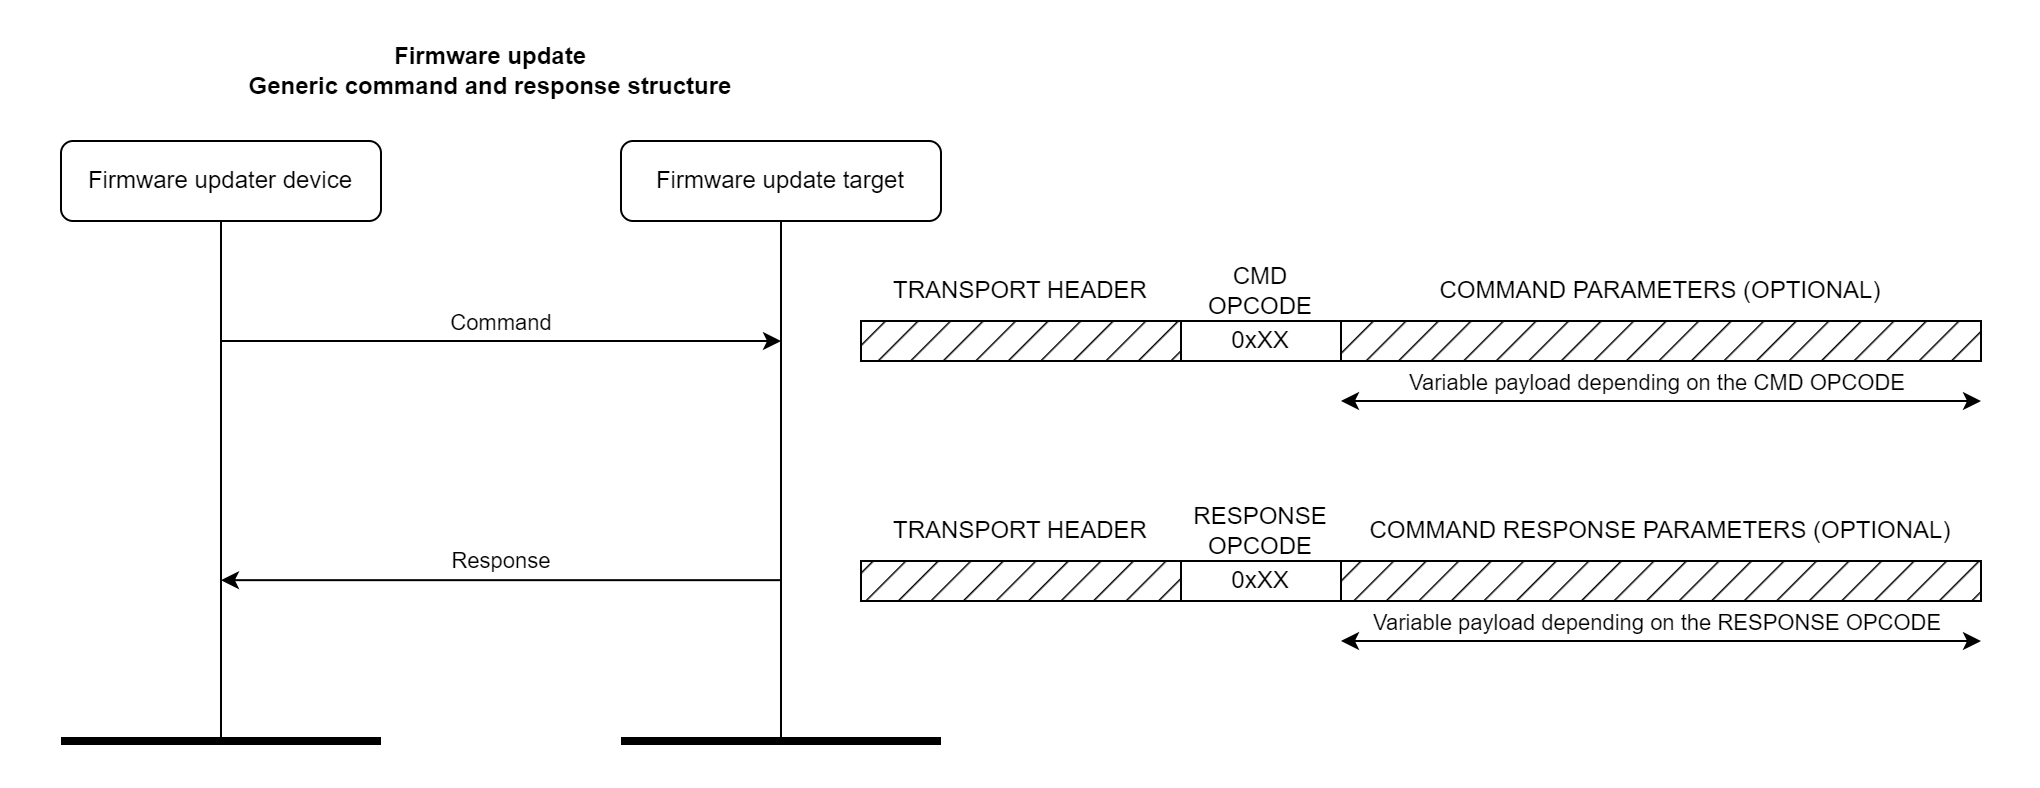 Firmware update
Generic command and response structure
Firmware updater device
Firmware update target
TRANSPORT HEADER
CMD
OPCODE
COMMAND PARAMETERS (OPTIONAL)
Command
0xXX
Variable payload depending on the CMD OPCODE
TRANSPORT HEADER
RESPONSE
OPCODE
COMMAND RESPONSE PARAMETERS (OPTIONAL)
Response
0xXX
Variable payload depending on the RESPONSE OPCODE